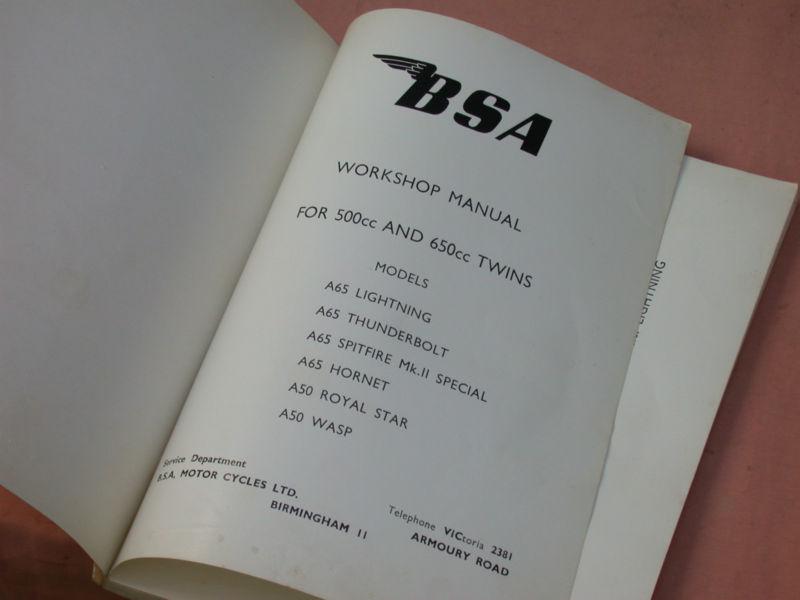 BSA
WORKSHOP MANUAL
FOR 500cc AND 650cc TWINS
MODELS
A65 LIGHTNING
A65 THUNDERBOLT
A65 SPITFIRE Mk.II SPECIAL
A65 HORNET
A50 ROYAL STAR
A50 WASP
Service Department
B.S.A. MOTOR CYCLES LTD.
BIRMINGHAM 11
Telephone VICtoria 2381
ARMOURY ROAD
LIGHTNING